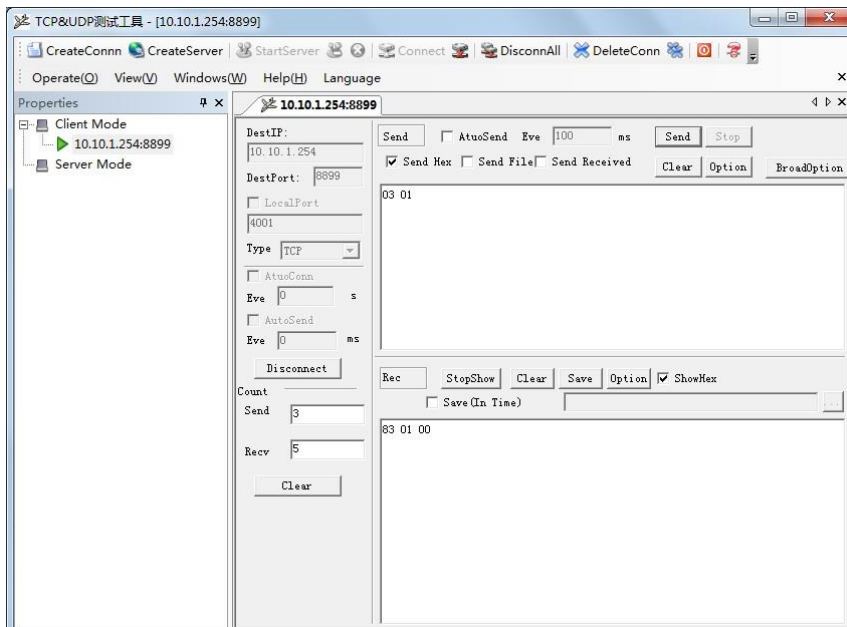 TCP&UDP测试工具 - [10.10.1.254:8899]
CreateConnn CreateServer StartServer Connect DisconnAll DeleteConn
Operate(O) View(V) Windows(W) Help(H) Language
Properties
Client Mode
10.10.1.254:8899
Server Mode
10.10.1.254:8899
DestIP:
10.10.1.254
DestPort: 8899
LocalPort
4001
Type TCP
AtuoConn
Eve 0 s
AutoSend
Eve 0 ms
Disconnect
Count
Send 3
Recv 5
Clear
Send AtuoSend Eve 100 ms Send Stop
Send Hex Send File Send Received Clear Option BroadOption
03 01
Rec StopShow Clear Save Option ShowHex
Save(In Time) ...
83 01 00